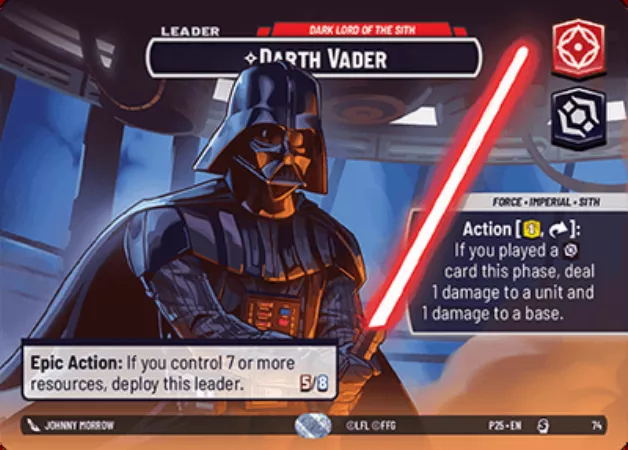 LEADER
DARK LORD OF THE SITH
DARTH VADER
FORCE • IMPERIAL • SITH
Action [1, ]:
If you played a
card this phase, deal
1 damage to a unit and
1 damage to a base.
Epic Action: If you control 7 or more
resources, deploy this leader. 5/8
JOHNNY MORROW
©LFL ©FFG
P25 • EN
74